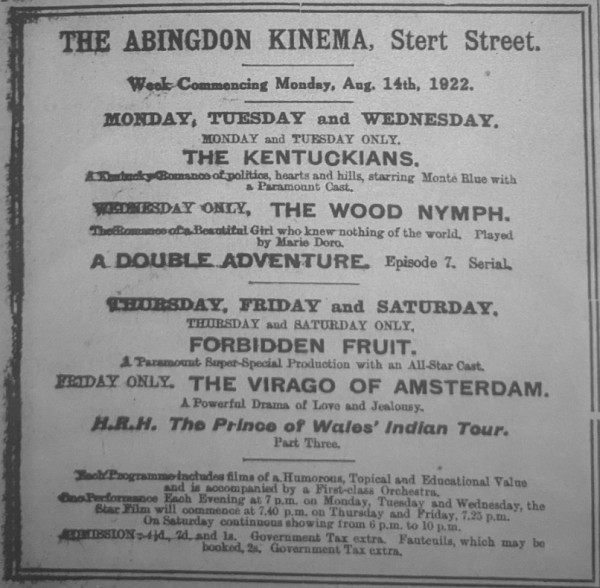 THE ABINGDON KINEMA, Stert Street.
Week Commencing Monday, Aug. 14th, 1922.
MONDAY, TUESDAY and WEDNESDAY.
MONDAY and TUESDAY ONLY.
THE KENTUCKIANS.
A Kentucky Romance of politics, hearts and hills, starring Monte Blue with
a Paramount Cast.
WEDNESDAY ONLY, THE WOOD NYMPH.
The Romance of a Beautiful Girl who knew nothing of the world. Played
by Marie Doro.
A DOUBLE ADVENTURE. Episode 7. Serial.
THURSDAY, FRIDAY and SATURDAY.
THURSDAY and SATURDAY ONLY.
FORBIDDEN FRUIT.
A Paramount Super-Special Production with an All-Star Cast.
FRIDAY ONLY. THE VIRAGO OF AMSTERDAM.
A Powerful Drama of Love and Jealousy.
H.R.H. The Prince of Wales' Indian Tour.
Part Three.
Each Programme includes films of a Humorous, Topical and Educational Value
and is accompanied by a First-class Orchestra.
One Performance Each Evening at 7 p.m. on Monday, Tuesday and Wednesday, the
Star Film will commence at 7.40 p.m. on Thursday and Friday, 7.25 p.m.
On Saturday continuous showing from 6 p.m. to 10 p.m.
ADMISSION:- 4d., 7d. and 1s. Government Tax extra. Fauteuils, which may be
booked, 2s. Government Tax extra.